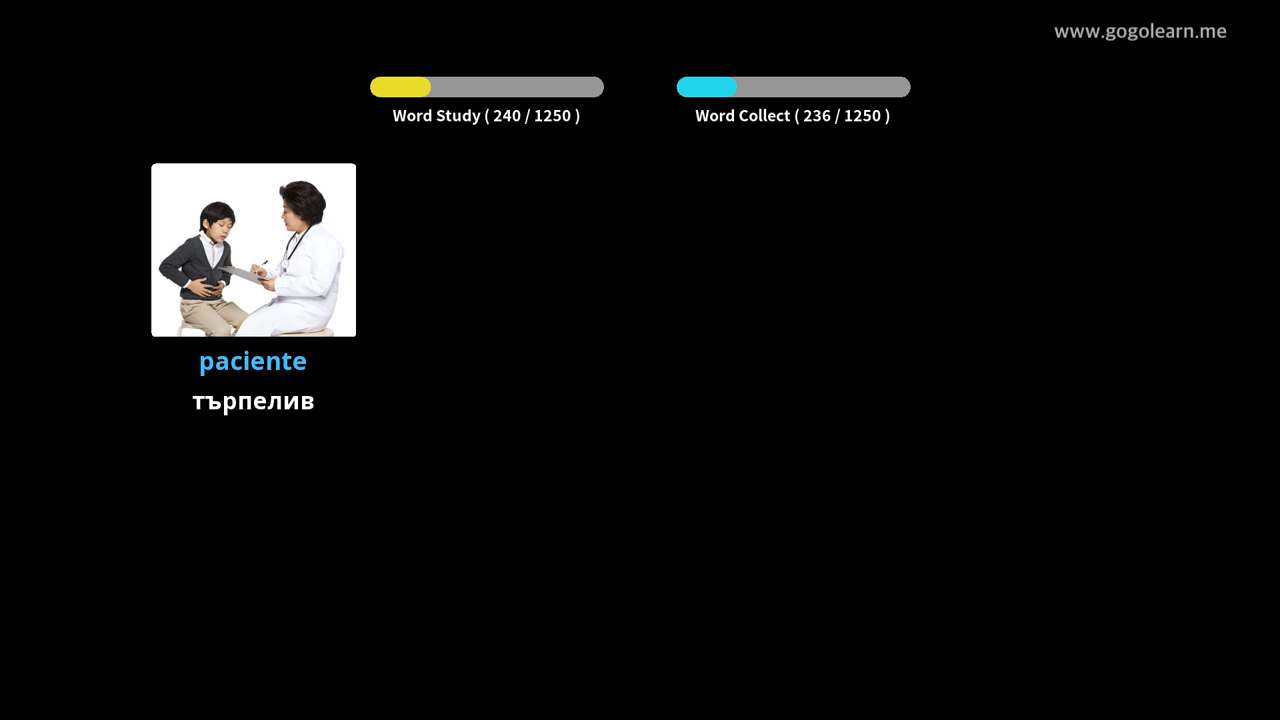 www.gogolearn.me
Word Study ( 240 / 1250 )
Word Collect ( 236 / 1250 )
paciente
търпелив